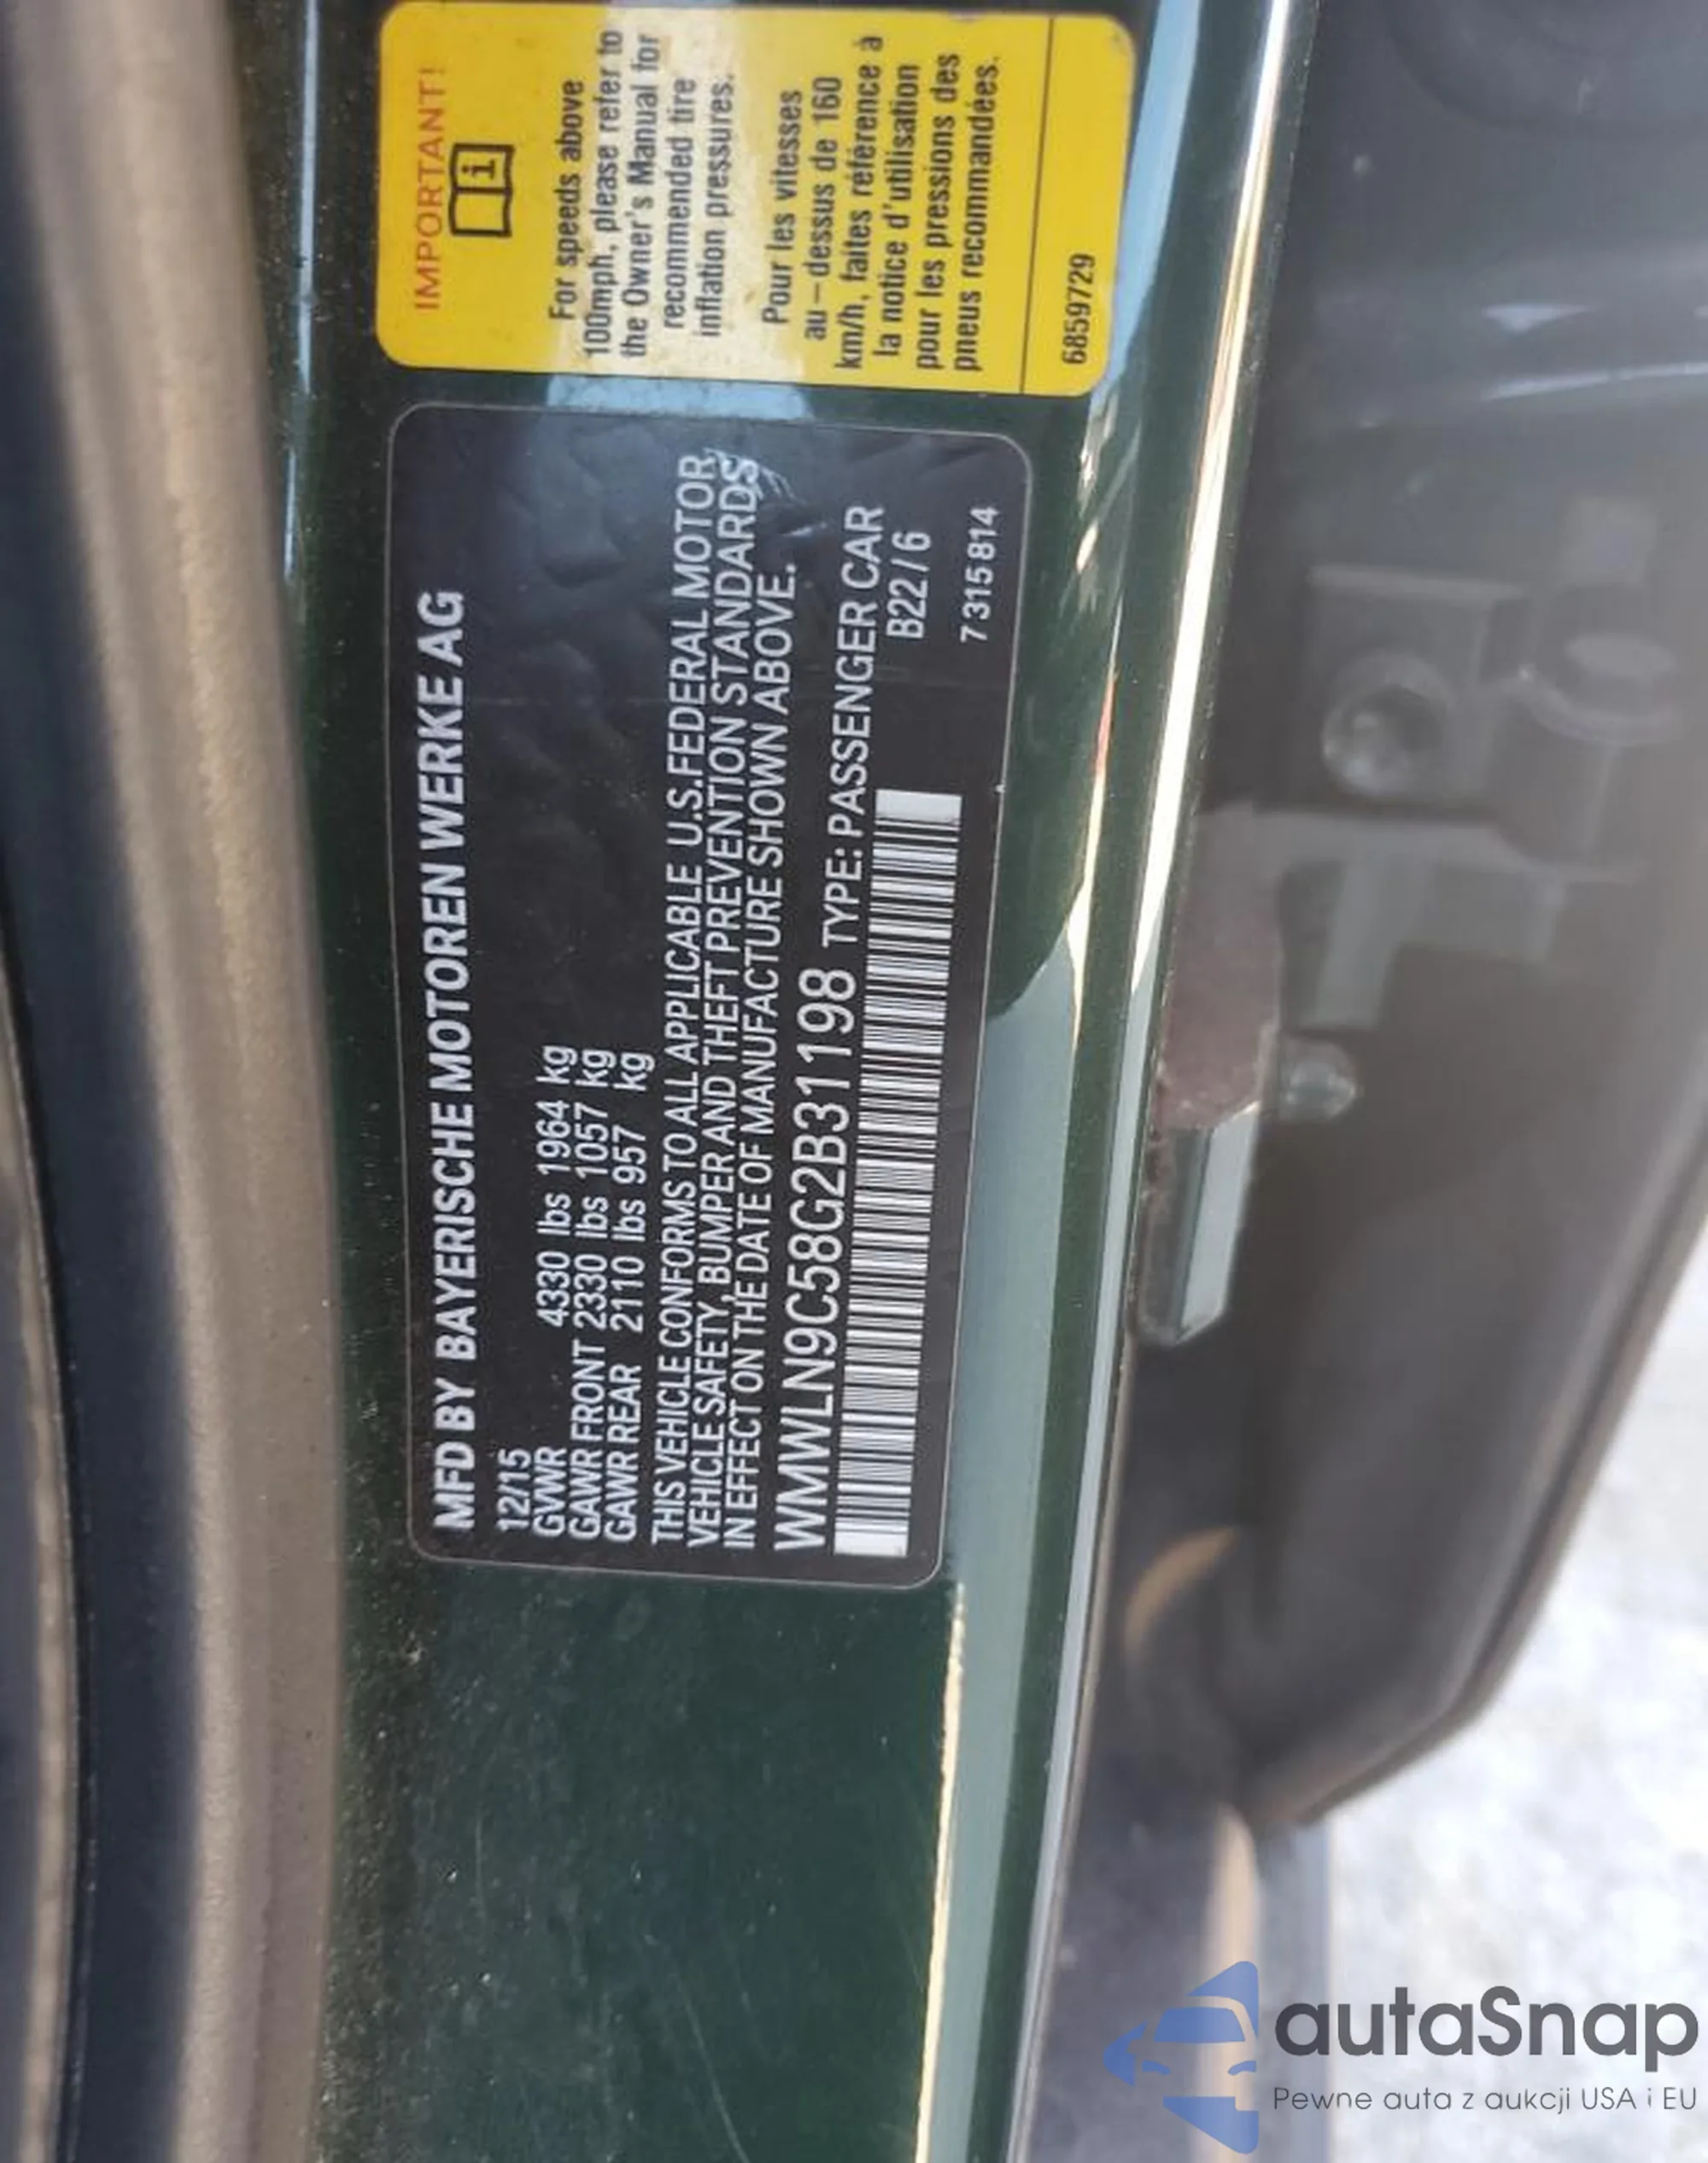 IMPORTANT!
i
For speeds above
100mph, please refer to
the Owner's Manual for
recommended tire
inflation pressures.
Pour les vitesses
au-dessus de 160
km/h, faites référence à
la notice d'utilisation
pour les pressions des
pneus recommandées.
6859729
MFD BY BAYERISCHE MOTOREN WERKE AG
12/15
GVWR 4330 lbs 1964 kg
GAWR FRONT 2330 lbs 1057 kg
GAWR REAR 2110 lbs 957 kg
THIS VEHICLE CONFORMS TO ALL APPLICABLE U.S.FEDERAL MOTOR
VEHICLE SAFETY, BUMPER AND THEFT PREVENTION STANDARDS
IN EFFECT ON THE DATE OF MANUFACTURE SHOWN ABOVE.
WMWLN9C58G2B31198 TYPE: PASSENGER CAR
B22/6
7315814
autaSnap
Pewne auta z aukcji USA i EU